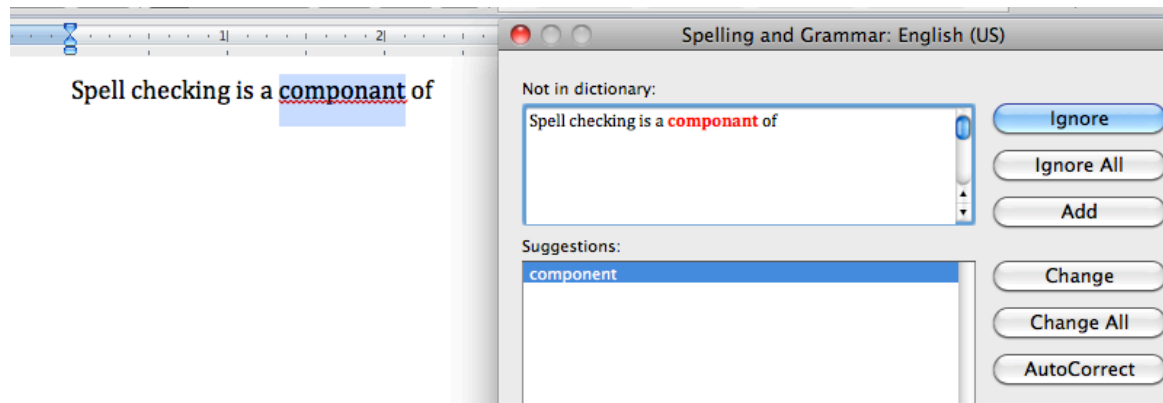 1 2
Spell checking is a componant of
Spelling and Grammar: English (US)
Not in dictionary:
Spell checking is a componant of
Ignore
Ignore All
Add
Suggestions:
component
Change
Change All
AutoCorrect